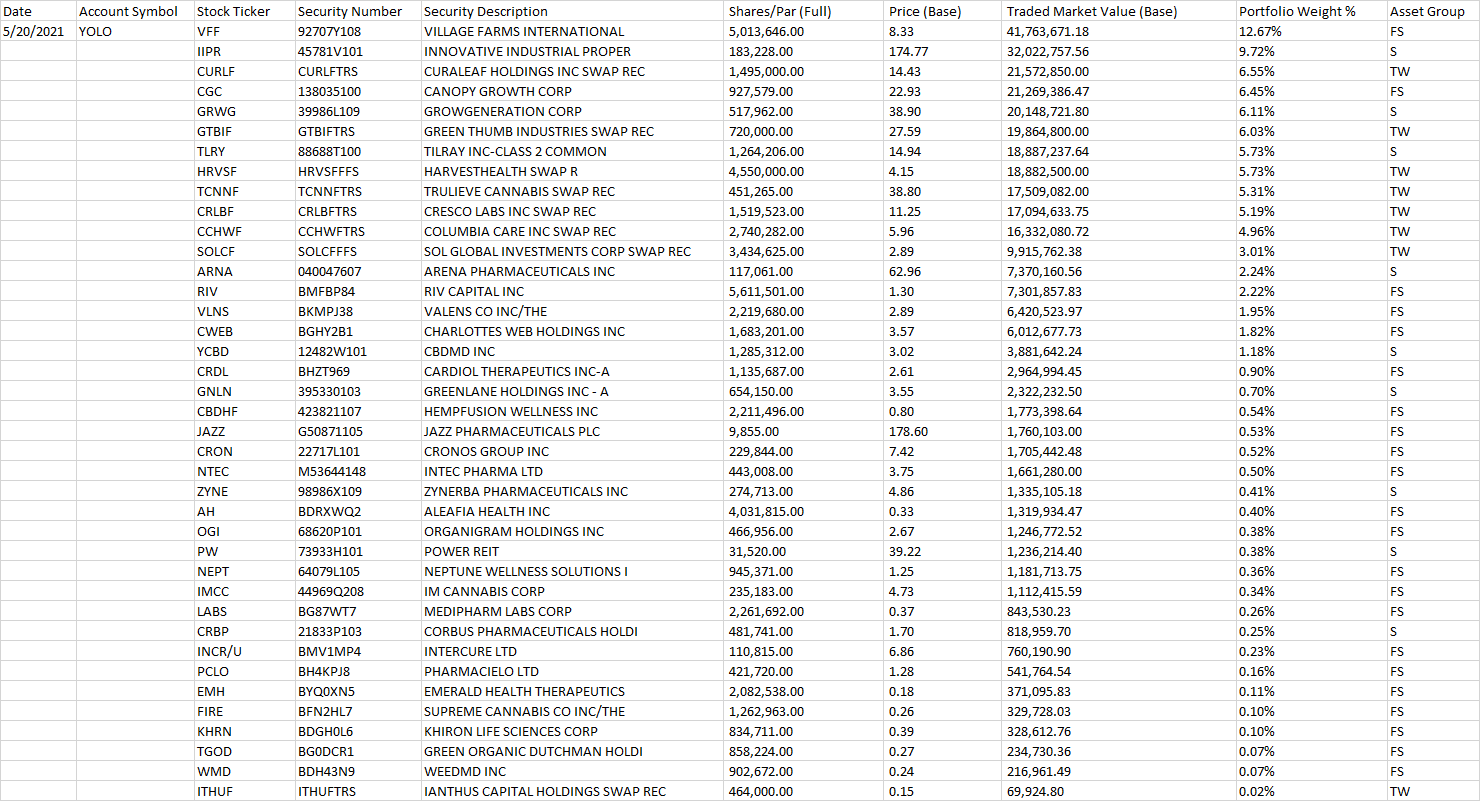 Date Account Symbol Stock Ticker Security Number Security Description Shares/Par (Full) Price (Base) Traded Market Value (Base) Portfolio Weight % Asset Group
5/20/2021 YOLO VFF 92707Y108 VILLAGE FARMS INTERNATIONAL 5,013,646.00 8.33 41,763,671.18 12.67% FS
IIPR 45781V101 INNOVATIVE INDUSTRIAL PROPER 183,228.00 174.77 32,022,757.56 9.72% S
CURLF CURLFTRS CURALEAF HOLDINGS INC SWAP REC 1,495,000.00 14.43 21,572,850.00 6.55% TW
CGC 138035100 CANOPY GROWTH CORP 927,579.00 22.93 21,269,386.47 6.45% FS
GRWG 39986L109 GROWGENERATION CORP 517,962.00 38.90 20,148,721.80 6.11% S
GTBIF GTBIFTRS GREEN THUMB INDUSTRIES SWAP REC 720,000.00 27.59 19,864,800.00 6.03% TW
TLRY 88688T100 TILRAY INC-CLASS 2 COMMON 1,264,206.00 14.94 18,887,237.64 5.73% S
HRVSF HRVSFFFS HARVESTHEALTH SWAP R 4,550,000.00 4.15 18,882,500.00 5.73% TW
TCNNF TCNNFTRS TRULIEVE CANNABIS SWAP REC 451,265.00 38.80 17,509,082.00 5.31% TW
CRLBF CRLBFTRS CRESCO LABS INC SWAP REC 1,519,523.00 11.25 17,094,633.75 5.19% TW
CCHWF CCHWFTRS COLUMBIA CARE INC SWAP REC 2,740,282.00 5.96 16,332,080.72 4.96% TW
SOLCF SOLCFFFS SOL GLOBAL INVESTMENTS CORP SWAP REC 3,434,625.00 2.89 9,915,762.38 3.01% TW
ARNA 040047607 ARENA PHARMACEUTICALS INC 117,061.00 62.96 7,370,160.56 2.24% S
RIV BMFBP84 RIV CAPITAL INC 5,611,501.00 1.30 7,301,857.83 2.22% FS
VLNS BKMPJ38 VALENS CO INC/THE 2,219,680.00 2.89 6,420,523.97 1.95% FS
CWEB BGHY2B1 CHARLOTTES WEB HOLDINGS INC 1,683,201.00 3.57 6,012,677.73 1.82% FS
YCBD 12482W101 CBDMD INC 1,285,312.00 3.02 3,881,642.24 1.18% S
CRDL BHZT969 CARDIOL THERAPEUTICS INC-A 1,135,687.00 2.61 2,964,994.45 0.90% FS
GNLN 395330103 GREENLANE HOLDINGS INC - A 654,150.00 3.55 2,322,232.50 0.70% S
CBDHF 423821107 HEMPFUSION WELLNESS INC 2,211,496.00 0.80 1,773,398.64 0.54% FS
JAZZ G50871105 JAZZ PHARMACEUTICALS PLC 9,855.00 178.60 1,760,103.00 0.53% FS
CRON 22717L101 CRONOS GROUP INC 229,844.00 7.42 1,705,442.48 0.52% FS
NTEC M53644148 INTEC PHARMA LTD 443,008.00 3.75 1,661,280.00 0.50% FS
ZYNE 98986X109 ZYNERBA PHARMACEUTICALS INC 274,713.00 4.86 1,335,105.18 0.41% S
AH BDRXWQ2 ALEAFIA HEALTH INC 4,031,815.00 0.33 1,319,934.47 0.40% FS
OGI 68620P101 ORGANIGRAM HOLDINGS INC 466,956.00 2.67 1,246,772.52 0.38% FS
PW 73933H101 POWER REIT 31,520.00 39.22 1,236,214.40 0.38% S
NEPT 64079L105 NEPTUNE WELLNESS SOLUTIONS I 945,371.00 1.25 1,181,713.75 0.36% FS
IMCC 44969Q208 IM CANNABIS CORP 235,183.00 4.73 1,112,415.59 0.34% FS
LABS BG87WT7 MEDIPHARM LABS CORP 2,261,692.00 0.37 843,530.23 0.26% FS
CRBP 21833P103 CORBUS PHARMACEUTICALS HOLDI 481,741.00 1.70 818,959.70 0.25% S
INCR/U BMV1MP4 INTERCURE LTD 110,815.00 6.86 760,190.90 0.23% FS
PCLO BH4KPJ8 PHARMACIELO LTD 421,720.00 1.28 541,764.54 0.16% FS
EMH BYQ0XN5 EMERALD HEALTH THERAPEUTICS 2,082,538.00 0.18 371,095.83 0.11% FS
FIRE BFN2HL7 SUPREME CANNABIS CO INC/THE 1,262,963.00 0.26 329,728.03 0.10% FS
KHRN BDGH0L6 KHIRON LIFE SCIENCES CORP 834,711.00 0.39 328,612.76 0.10% FS
TGOD BG0DCR1 GREEN ORGANIC DUTCHMAN HOLDI 858,224.00 0.27 234,730.36 0.07% FS
WMD BDH43N9 WEEDMD INC 902,672.00 0.24 216,961.49 0.07% FS
ITHUF ITHUFTRS IANTHUS CAPITAL HOLDINGS SWAP REC 464,000.00 0.15 69,924.80 0.02% TW